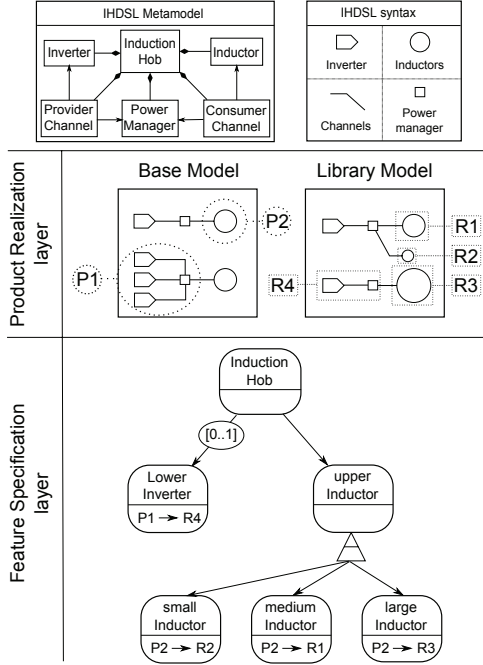 IHDSL Metamodel
Inverter
Induction
Hob
Inductor
Provider
Channel
Power
Manager
Consumer
Channel
IHDSL syntax
Inverter
Inductors
Channels
Power
manager
Product Realization
layer
Base Model
Library Model
P2
P1
R1
R2
R4
R3
Feature Specification
layer
Induction
Hob
[0..1]
Lower
Inverter
P1 → R4
upper
Inductor
small
Inductor
P2 → R2
medium
Inductor
P2 → R1
large
Inductor
P2 → R3